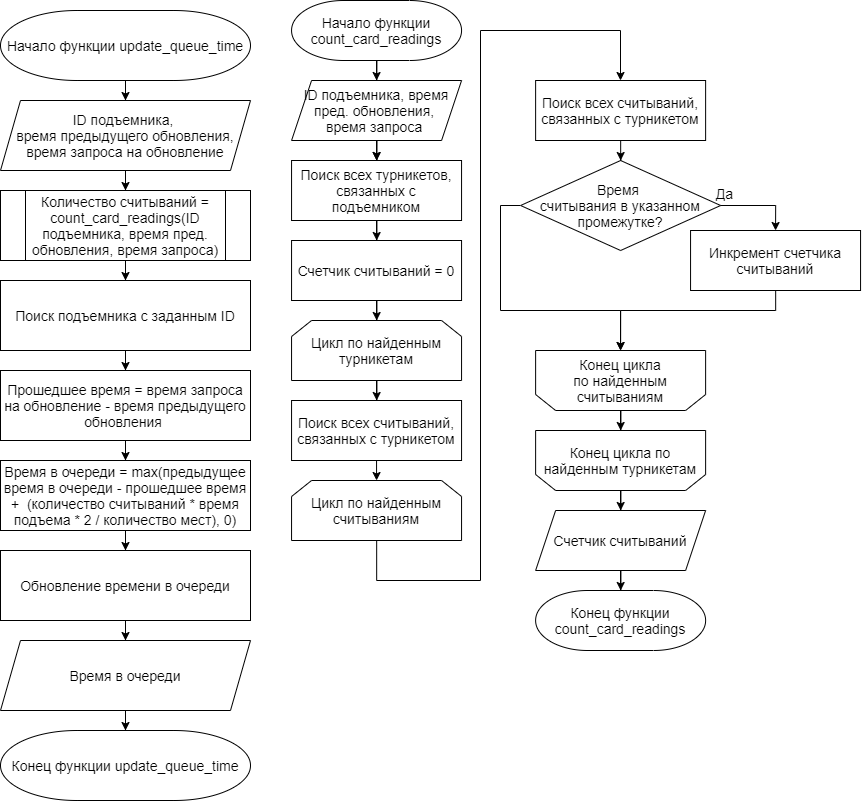 Начало функции update_queue_time
ID подъемника,
время предыдущего обновления,
время запроса на обновление
Количество считываний =
count_card_readings(ID
подъемника, время пред.
обновления, время запроса)
Поиск подъемника с заданным ID
Прошедшее время = время запроса
на обновление - время предыдущего
обновления
Время в очереди = max(предыдущее
время в очереди - прошедшее время
+ (количество считываний * время
подъема * 2 / количество мест), 0)
Обновление времени в очереди
Время в очереди
Конец функции update_queue_time
Начало функции
count_card_readings
ID подъемника, время
пред. обновления,
время запроса
Поиск всех турникетов,
связанных с
подъемником
Счетчик считываний = 0
Цикл по найденным
турникетам
Поиск всех считываний,
связанных с турникетом
Цикл по найденным
считываниям
Поиск всех считываний,
связанных с турникетом
Время
считывания в указанном
промежутке?
Да
Инкремент счетчика
считываний
Конец цикла
по найденным
считываниям
Конец цикла по
найденным турникетам
Счетчик считываний
Конец функции
count_card_readings